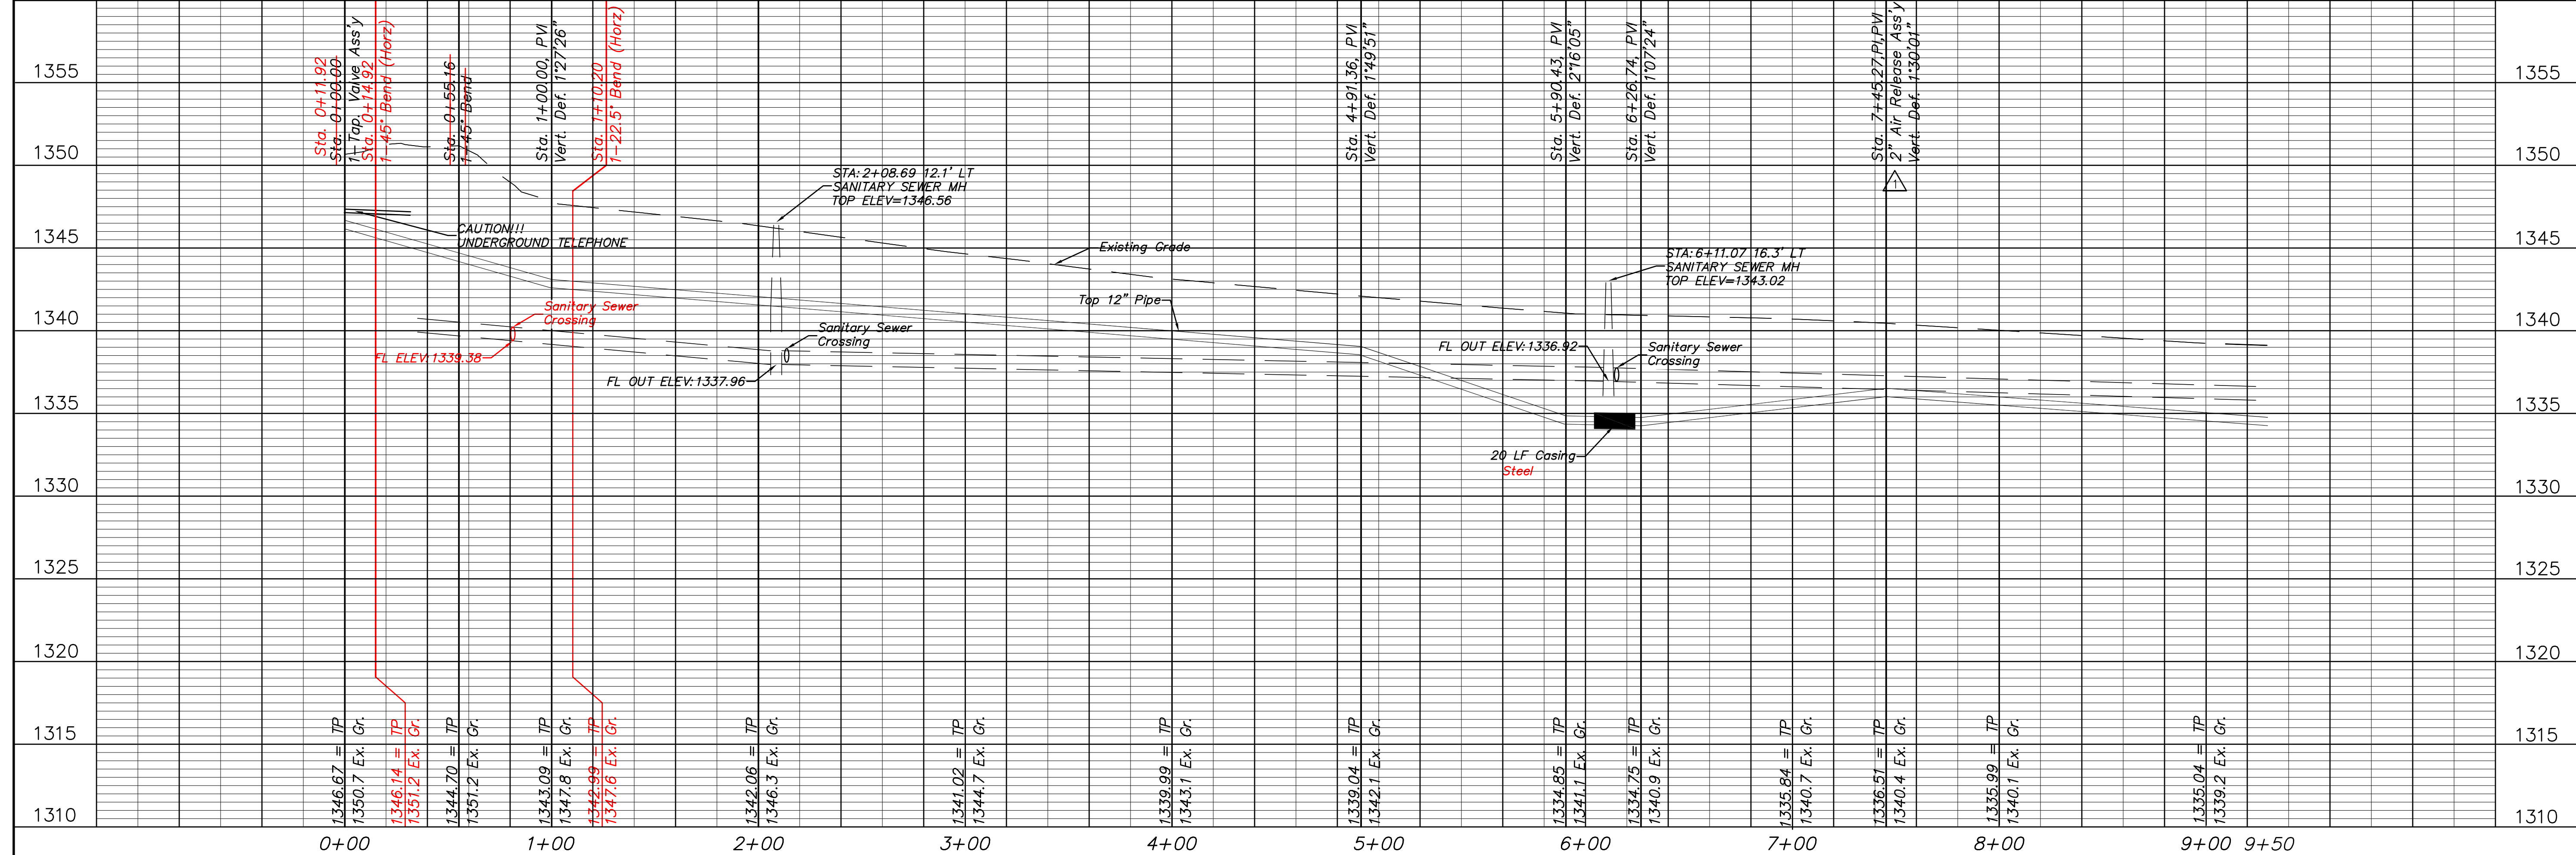 Sta. 0+11.92
Sta. 0+00.00
1-Tap. Valve Ass'y
Sta. 0+14.92
1-45° Bend (Horz)
Sta. 0+55.16
1-45° Bend
Sta. 1+00.00, PVI
Vert. Def. 1°27'26"
Sta. 1+10.20
1-22.5° Bend (Horz)
Sta. 4+91.36, PVI
Vert. Def. 1°49'51"
Sta. 5+90.43, PVI
Vert. Def. 2°16'05"
Sta. 6+26.74, PVI
Vert. Def. 1°07'24"
Sta. 7+45.27,PI,PVI
2" Air Release Ass'y
Vert. Def. 1°30'01"
1
1355 1355
1350 1350
1345 1345
1340 1340
1335 1335
1330 1330
1325 1325
1320 1320
1315 1315
1310 1310
STA: 2+08.69 12.1' LT
SANITARY SEWER MH
TOP ELEV=1346.56
CAUTION!!!
UNDERGROUND TELEPHONE
Existing Grade
STA: 6+11.07 16.3' LT
SANITARY SEWER MH
TOP ELEV=1343.02
Sanitary Sewer
Crossing
FL ELEV: 1339.38
Top 12" Pipe
Sanitary Sewer
Crossing
FL OUT ELEV: 1337.96
FL OUT ELEV: 1336.92
Sanitary Sewer
Crossing
20 LF Casing
Steel
1346.67 = TP
1350.7 Ex. Gr.
1346.14 = TP
1351.2 Ex. Gr.
1344.70 = TP
1351.2 Ex. Gr.
1343.09 = TP
1347.8 Ex. Gr.
1342.99 = TP
1347.6 Ex. Gr.
1342.06 = TP
1346.3 Ex. Gr.
1341.02 = TP
1344.7 Ex. Gr.
1339.99 = TP
1343.1 Ex. Gr.
1339.04 = TP
1342.1 Ex. Gr.
1334.85 = TP
1341.1 Ex. Gr.
1334.75 = TP
1340.9 Ex. Gr.
1335.84 = TP
1340.7 Ex. Gr.
1336.51 = TP
1340.4 Ex. Gr.
1335.99 = TP
1340.1 Ex. Gr.
1335.04 = TP
1339.2 Ex. Gr.
0+00 1+00 2+00 3+00 4+00 5+00 6+00 7+00 8+00 9+00 9+50